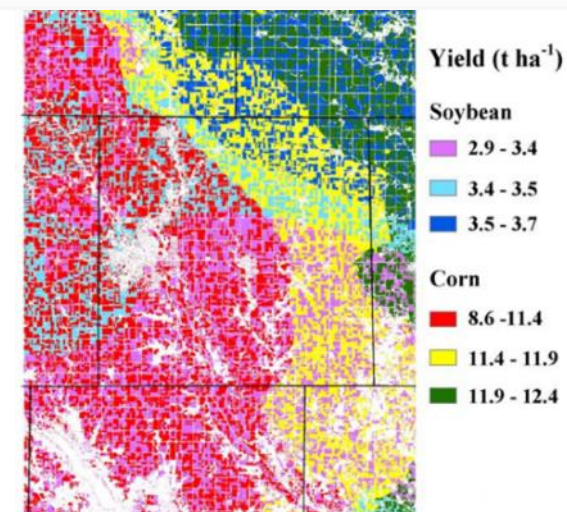 Yield (t ha⁻¹)
Soybean
2.9 - 3.4
3.4 - 3.5
3.5 - 3.7
Corn
8.6 -11.4
11.4 - 11.9
11.9 - 12.4